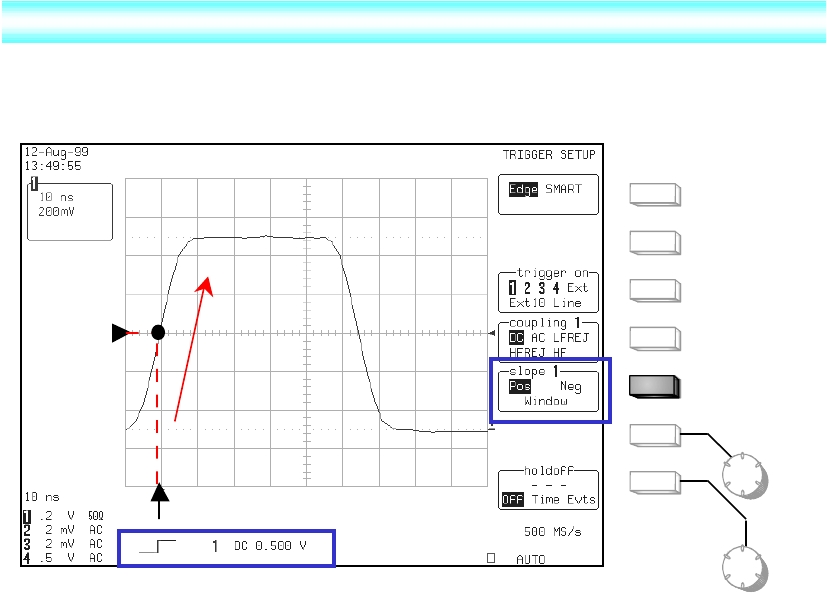 12-Aug-99
13:49:55
TRIGGER SETUP
1
10 ns
200mV
Edge SMART
trigger on
1 2 3 4 Ext
Ext10 Line
coupling 1
DC AC LFREJ
HFREJ HF
slope 1
Pos Neg
Window
holdoff
- - -
OFF Time Evts
10 ns
1 .2 V 50Ω
2 2 mV AC
3 2 mV AC
4 .5 V AC
1 DC 0.500 V
500 MS/s
AUTO